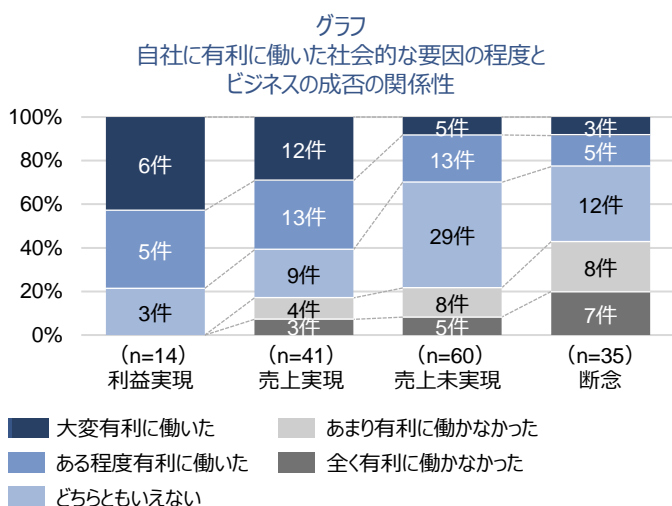 グラフ
自社に有利に働いた社会的な要因の程度と
ビジネスの成否の関係性
100%
80%
60%
40%
20%
0%
6件
5件
3件
12件
13件
9件
4件
3件
5件
13件
29件
8件
5件
3件
5件
12件
8件
7件
（n=14） （n=41） （n=60） （n=35）
利益実現 売上実現 売上未実現 断念
大変有利に働いた あまり有利に働かなかった
ある程度有利に働いた 全く有利に働かなかった
どちらともいえない